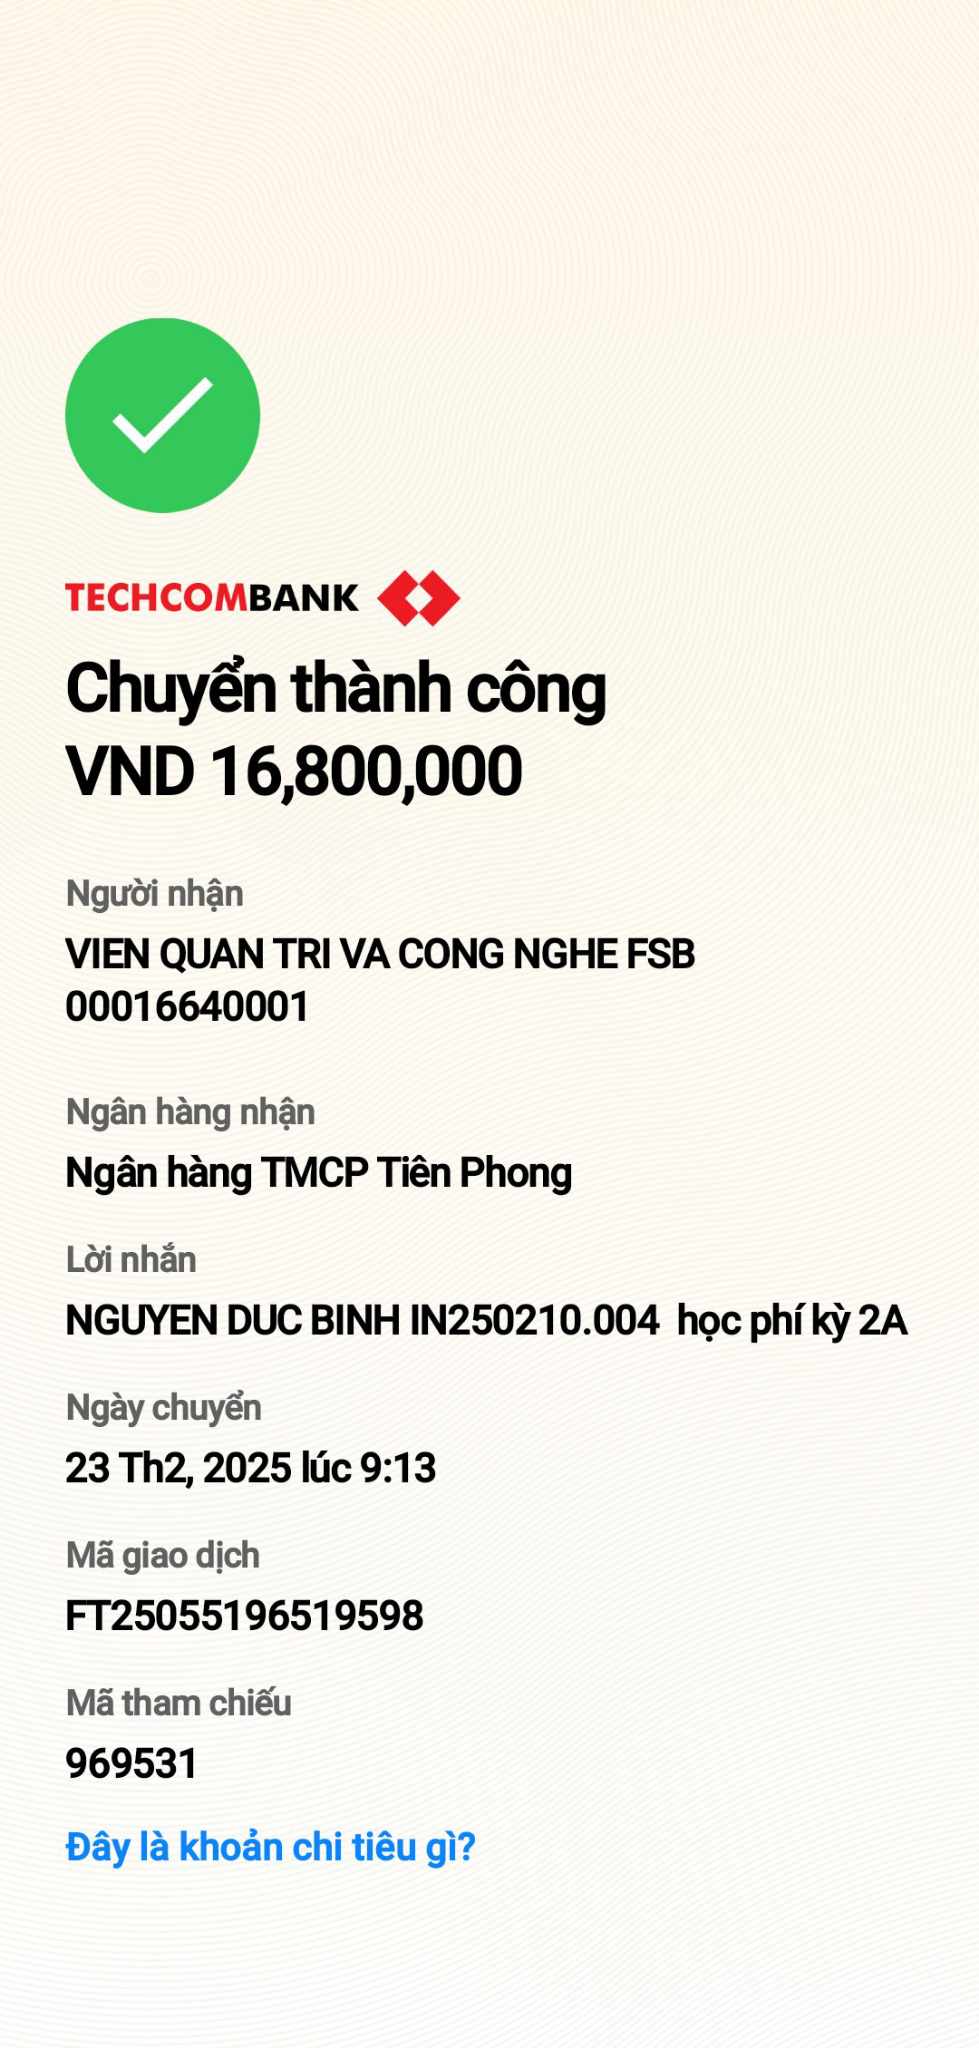 TECHCOMBANK
Chuyển thành công
VND 16,800,000
Người nhận
VIEN QUAN TRI VA CONG NGHE FSB
00016640001
Ngân hàng nhận
Ngân hàng TMCP Tiên Phong
Lời nhắn
NGUYEN DUC BINH IN250210.004  học phí kỳ 2A
Ngày chuyển
23 Th2, 2025 lúc 9:13
Mã giao dịch
FT25055196519598
Mã tham chiếu
969531
Đây là khoản chi tiêu gì?